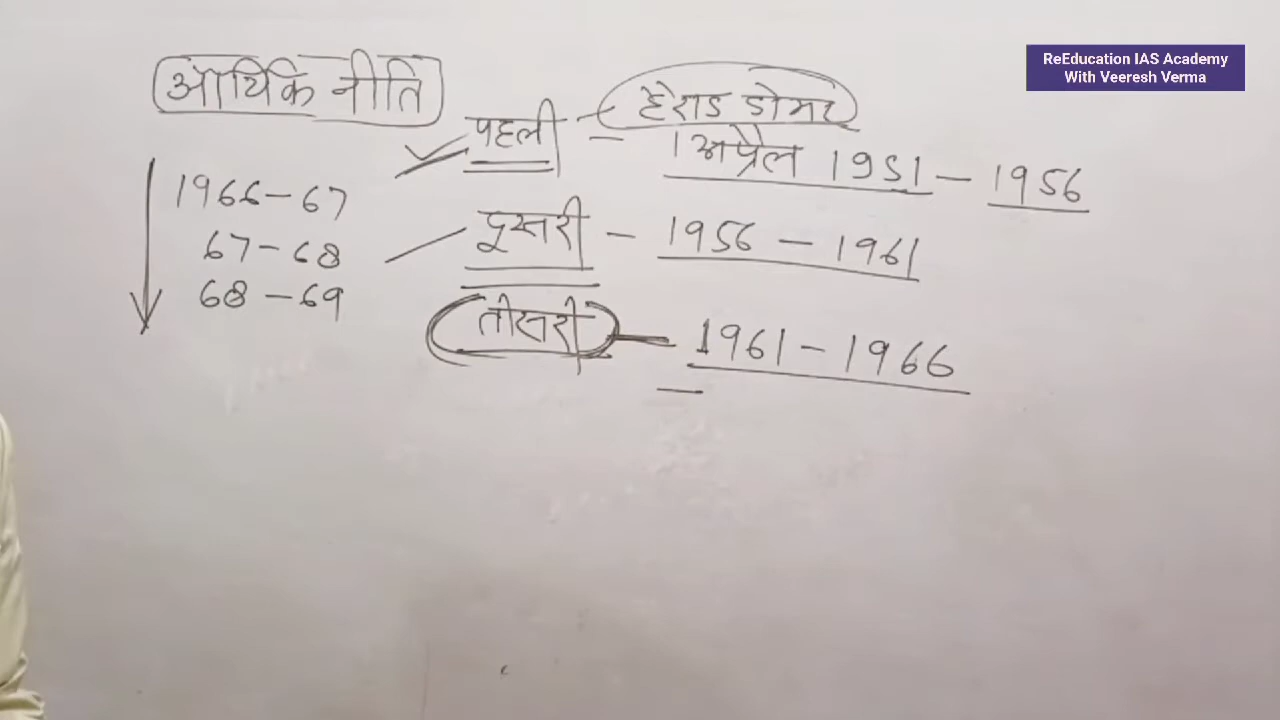 ReEducation IAS Academy
With Veeresh Verma
आर्थिक नीति
पहली - हैराड डोमर
1 अप्रैल 1951 - 1956
दूसरी - 1956 - 1961
तीसरी - 1961 - 1966
1966-67
67-68
68-69